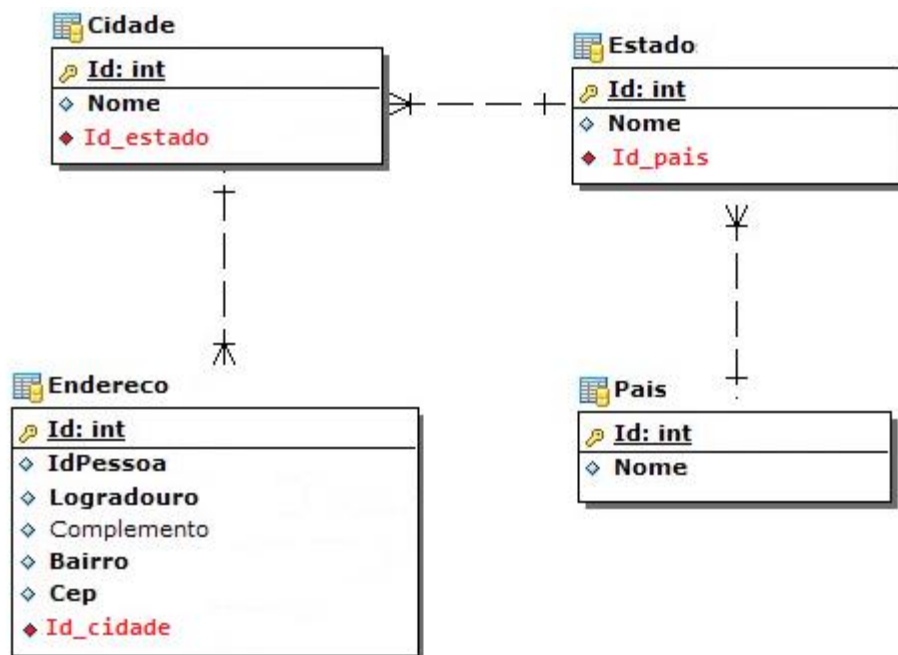 Cidade
Id: int
Nome
Id_estado
Estado
Id: int
Nome
Id_pais
Endereco
Id: int
IdPessoa
Logradouro
Complemento
Bairro
Cep
Id_cidade
Pais
Id: int
Nome